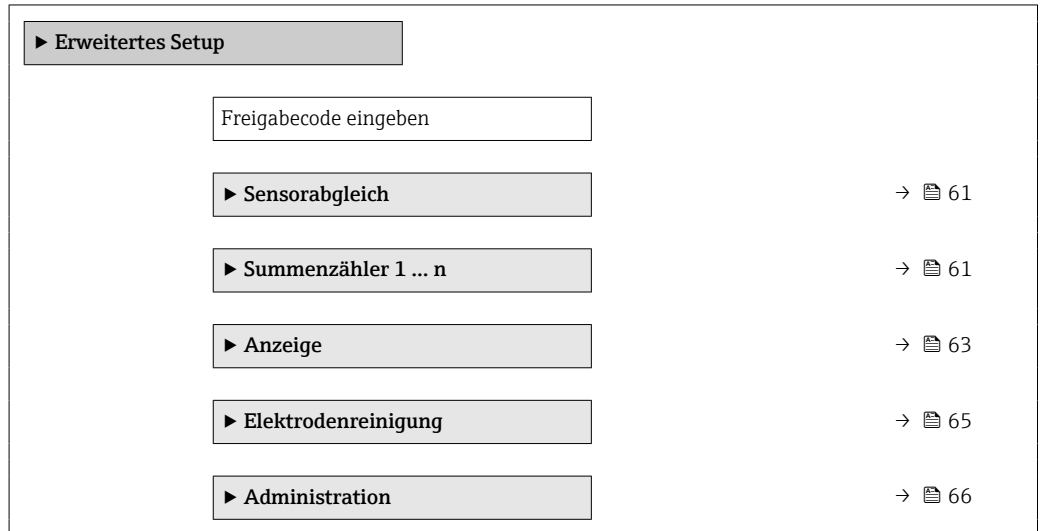 ▶ Erweitertes Setup
Freigabecode eingeben
▶ Sensorabgleich → 61
▶ Summenzähler 1 ... n → 61
▶ Anzeige → 63
▶ Elektrodenreinigung → 65
▶ Administration → 66